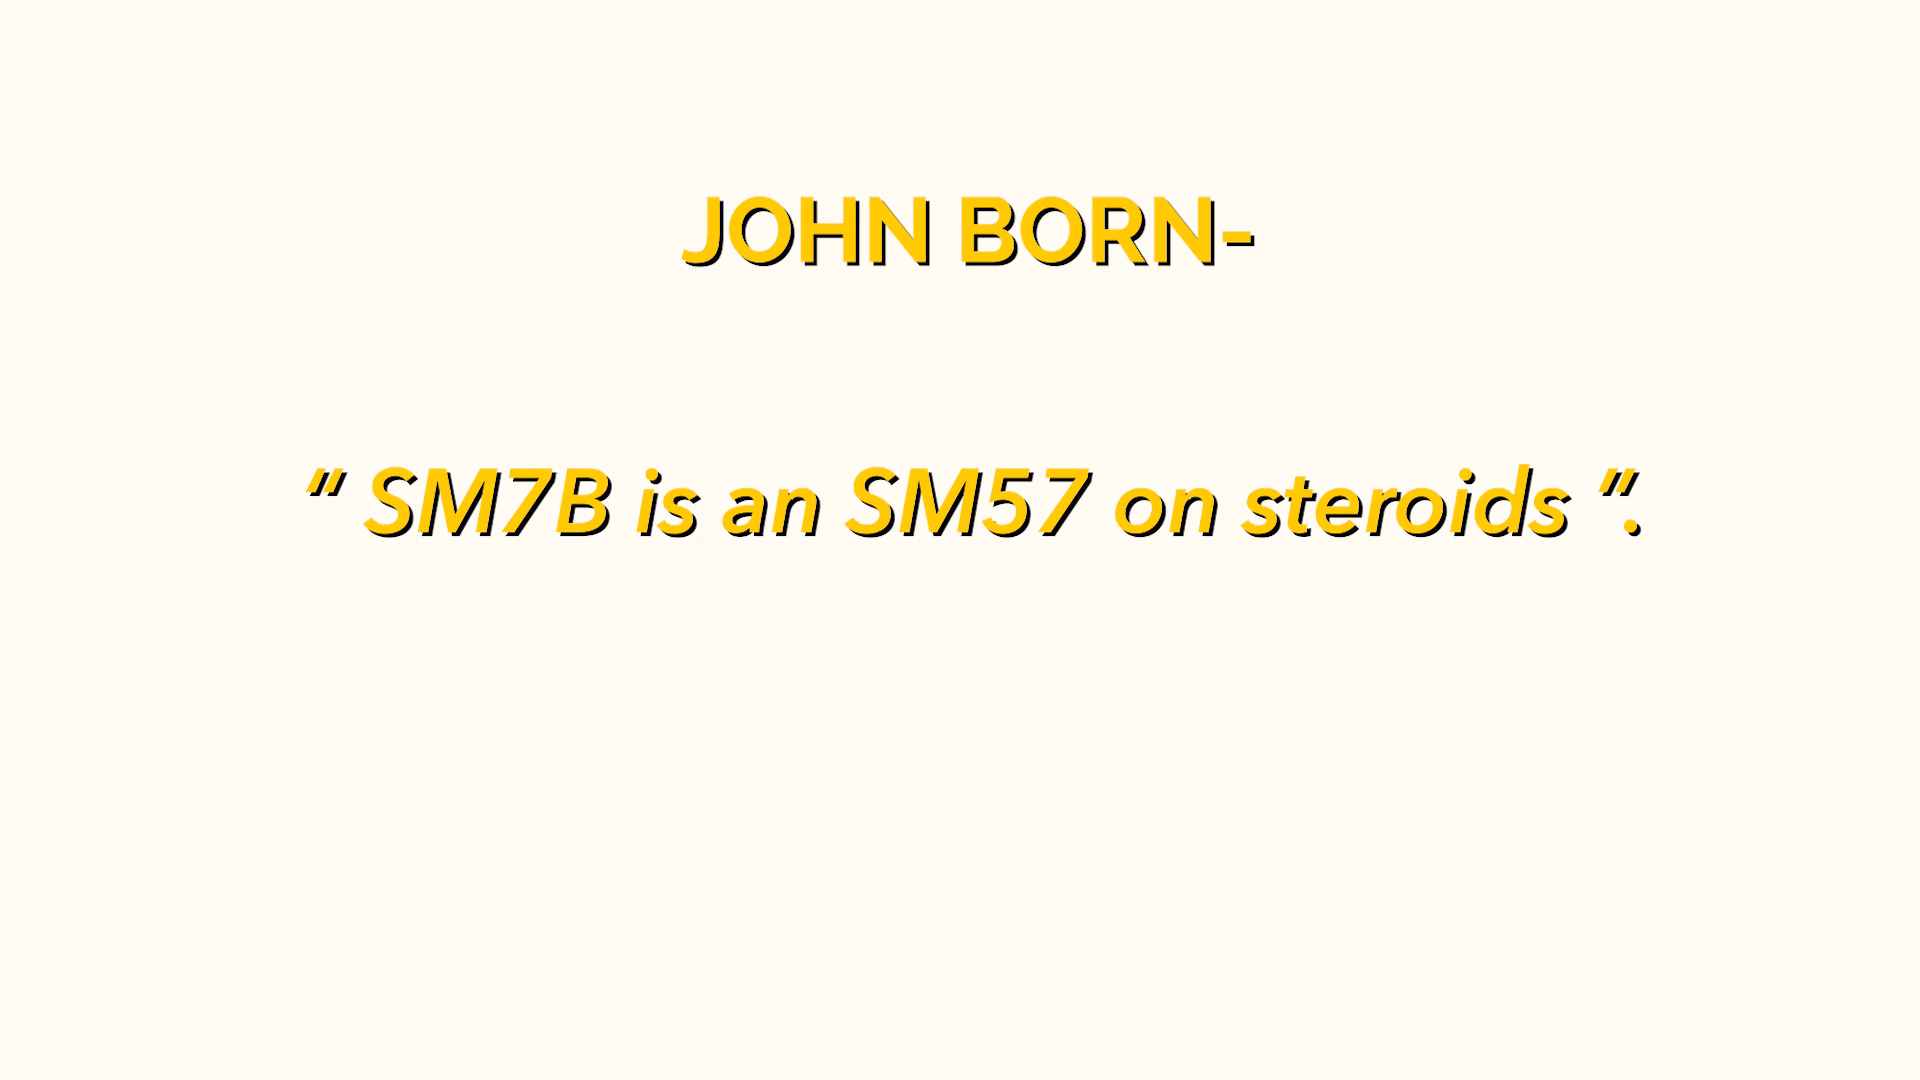 JOHN BORN-
“ SM7B is an SM57 on steroids ”.